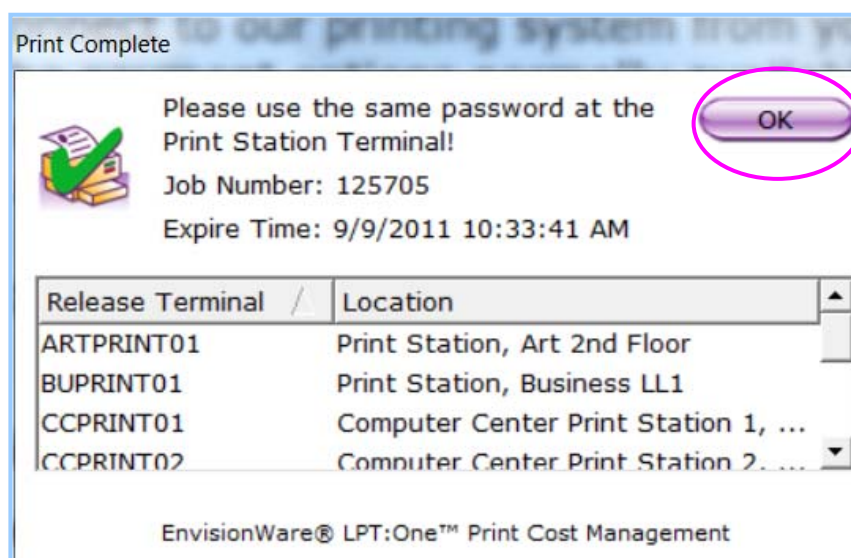 Print Complete
Please use the same password at the
Print Station Terminal!
OK
Job Number: 125705
Expire Time: 9/9/2011 10:33:41 AM
Release Terminal Location
ARTPRINT01 Print Station, Art 2nd Floor
BUPRINT01 Print Station, Business LL1
CCPRINT01 Computer Center Print Station 1, ...
CCPRINT02 Computer Center Print Station 2, ...
EnvisionWare® LPT:One™ Print Cost Management